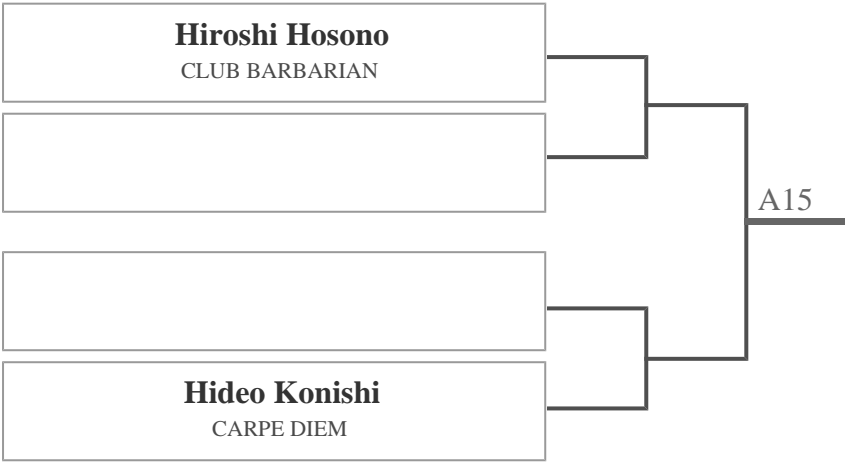 Hiroshi Hosono
CLUB BARBARIAN
A15
Hideo Konishi
CARPE DIEM